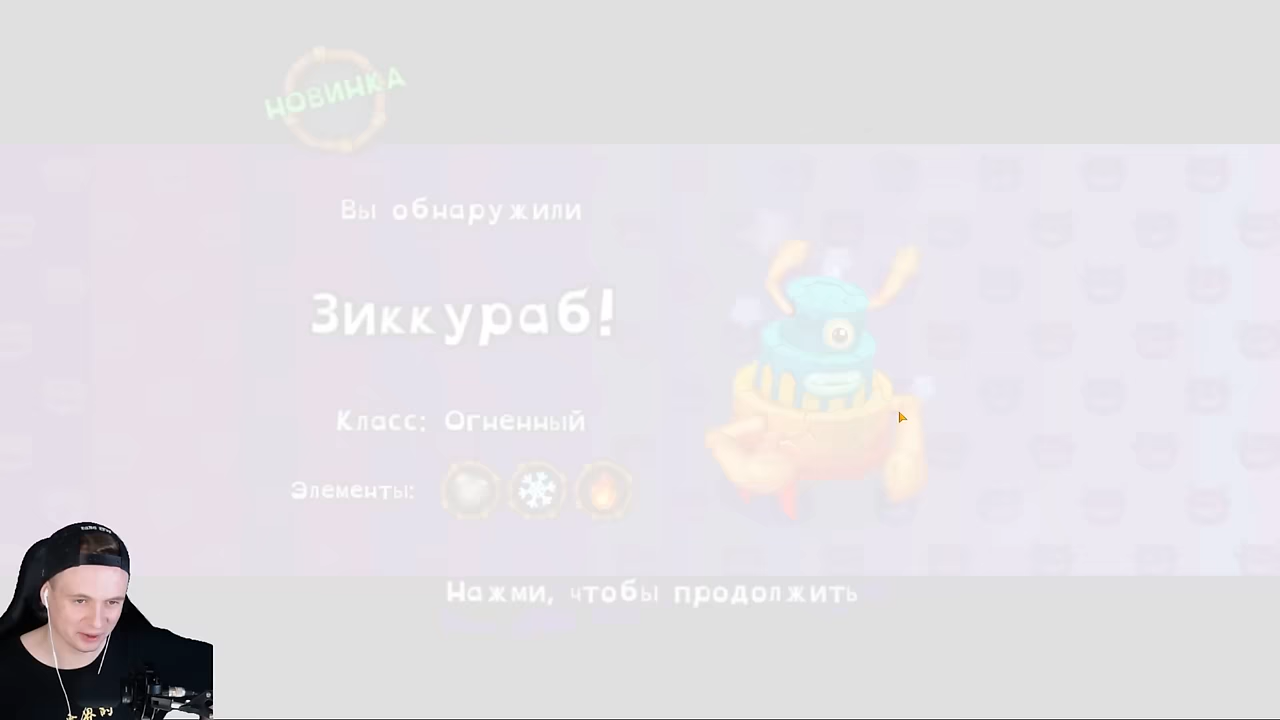 НОВИНКА
Вы обнаружили
Зиккураб!
Класс: Огненный
Элементы:
Нажми, чтобы продолжить